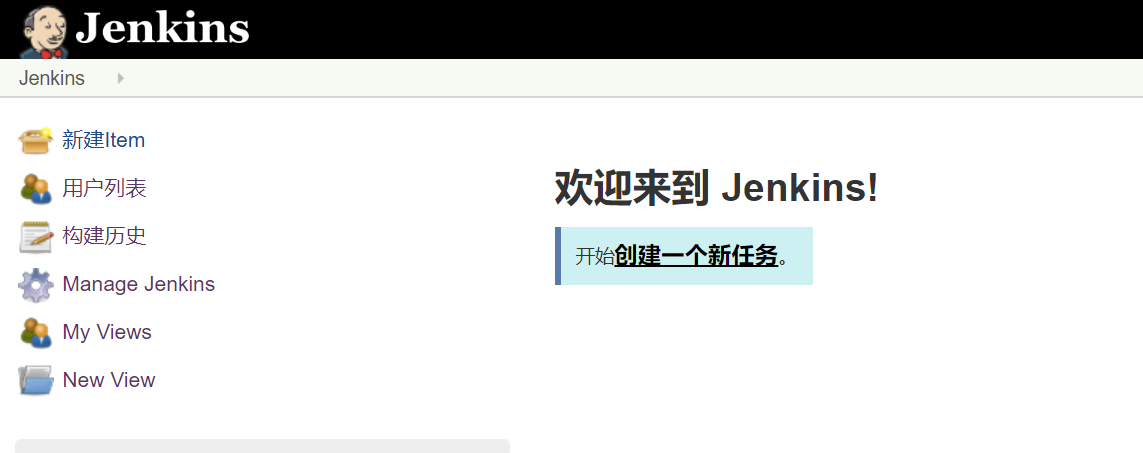 Jenkins
Jenkins
新建Item
用户列表
构建历史
Manage Jenkins
My Views
New View
欢迎来到 Jenkins!
开始创建一个新任务。